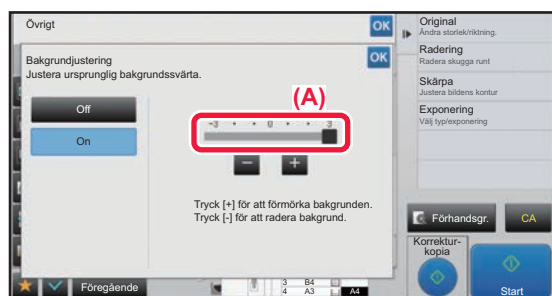 Övrigt
OK
Bakgrundjustering
Justera ursprunglig bakgrundssvärta.
OK
Off
On
(A)
-3 • • 0 • • 3
− +
Tryck [+] för att förmörka bakgrunden.
Tryck [-] för att radera bakgrund.
Föregående
3 B4
4 A3
A4
Original
Ändra storlek/riktning.
Radering
Radera skugga runt
Skärpa
Justera bildens kontur
Exponering
Välj typ/exponering
Förhandsgr.
CA
Korrektur-
kopia
Start